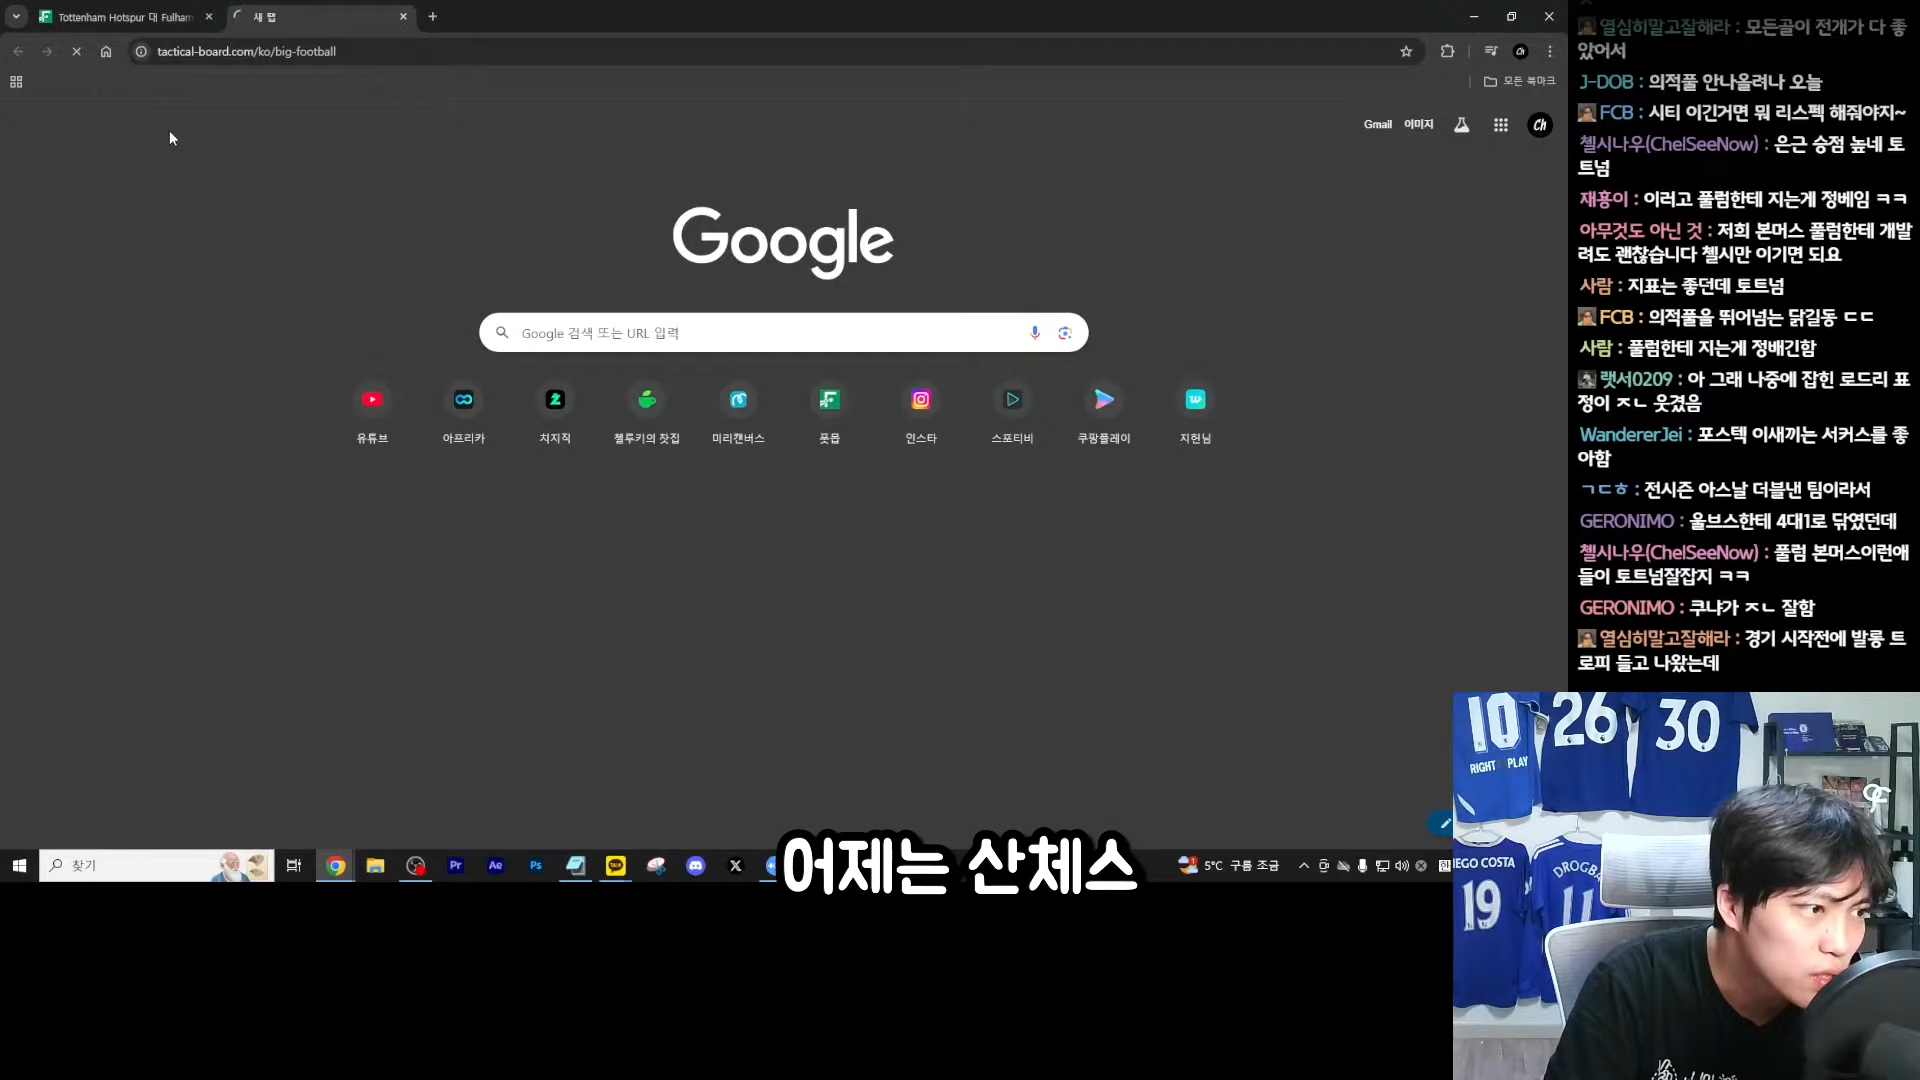 Tottenham Hotspur 대 Fulham
새 탭
tactical-board.com/ko/big-football
모든 북마크
Gmail 이미지
Ch
Google
Google 검색 또는 URL 입력
유튜브 아프리카 치지직 첼루키의 찻집 미리캔버스 풋몹 인스타 스포티비 쿠팡플레이 지헌님
열심히말고잘해라 : 모든골이 전개가 다 좋
았어서
J-DOB : 의적풀 안나올려나 오늘
FCB : 시티 이긴거면 뭐 리스펙 해줘야지~
첼시나우(ChelSeeNow) : 은근 승점 높네 토
트넘
재흥이 : 이러고 풀럼한테 지는게 정베임 ㅋㅋ
아무것도 아닌 것 : 저희 본머스 풀럼한테 개발
려도 괜찮습니다 첼시만 이기면 되요
사람 : 지표는 좋던데 토트넘
FCB : 의적풀을 뛰어넘는 닭길동 ㄷㄷ
사람 : 풀럼한테 지는게 정배긴함
랫서0209 : 아 그래 나중에 잡힌 로드리 표
정이 ㅈㄴ 웃겼음
WandererJei : 포스텍 이새끼는 서커스를 좋
아함
ㄱㄷㅎ : 전시즌 아스날 더블낸 팀이라서
GERONIMO : 울브스한테 4대1로 닦였던데
첼시나우(ChelSeeNow) : 풀럼 본머스이런애
들이 토트넘잘잡지 ㅋㅋ
GERONIMO : 쿠냐가 ㅈㄴ 잘함
열심히말고잘해라 : 경기 시작전에 발롱 트
로피 들고 나왔는데
10 26 30
RIGHT PLAY
EGO COSTA
19
DROGBA
11
어제는 산체스
찾기
Pr Ae Ps
TALK
5°C 구름 조금